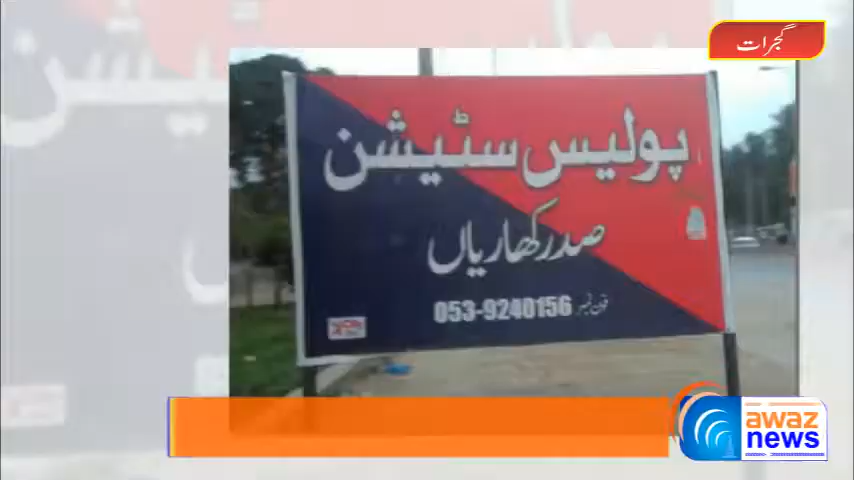 گجرات
پولیس سٹیشن
صدر کھاریاں
فون نمبر 053-9240156
awaz
news